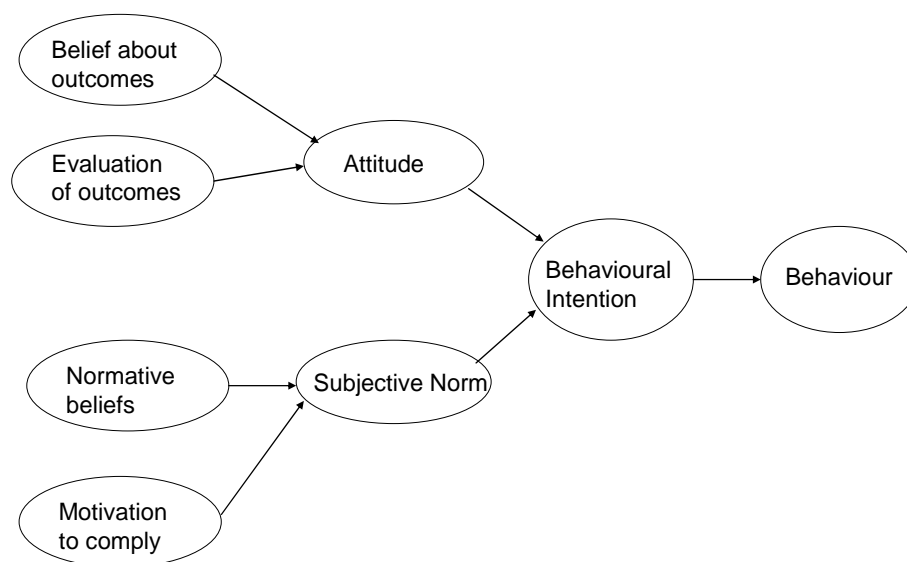 Belief about
outcomes
Evaluation
of outcomes
Attitude
Behavioural
Intention
Behaviour
Normative
beliefs
Subjective Norm
Motivation
to comply